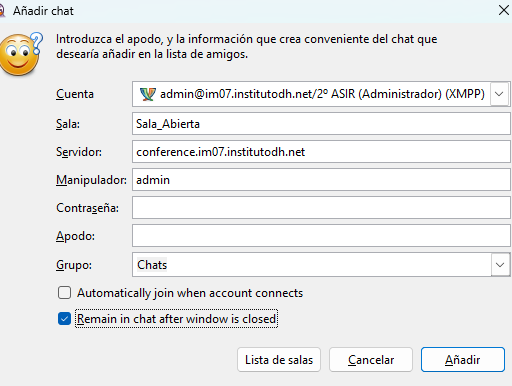 Añadir chat
Introduzca el apodo, y la información que crea conveniente del chat que
desearía añadir en la lista de amigos.
Cuenta
admin@im07.institutodh.net/2º ASIR (Administrador) (XMPP)
Sala:
Sala_Abierta
Servidor:
conference.im07.institutodh.net
Manipulador:
admin
Contraseña:
Apodo:
Grupo:
Chats
Automatically join when account connects
Remain in chat after window is closed
Lista de salas
Cancelar
Añadir